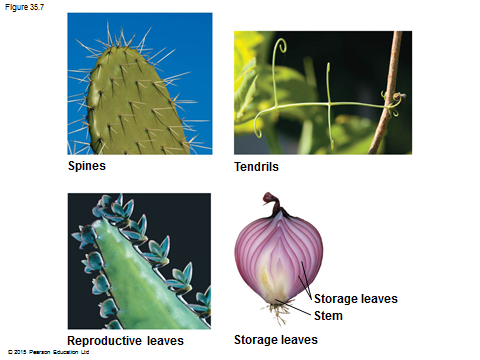 Figure 35.7
Spines
Tendrils
Storage leaves
Stem
Reproductive leaves
Storage leaves
© 2015 Pearson Education Ltd